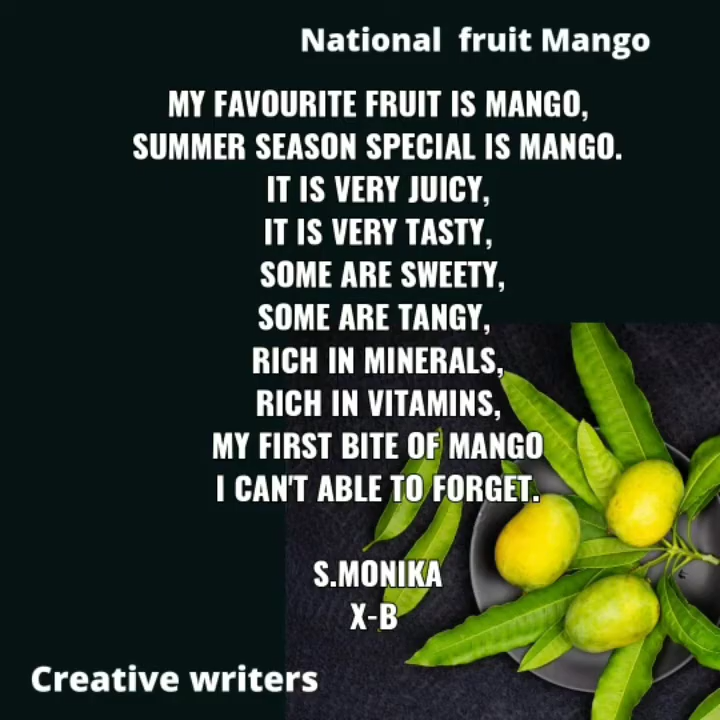 National fruit Mango
MY FAVOURITE FRUIT IS MANGO,
SUMMER SEASON SPECIAL IS MANGO.
IT IS VERY JUICY,
IT IS VERY TASTY,
SOME ARE SWEETY,
SOME ARE TANGY,
RICH IN MINERALS,
RICH IN VITAMINS,
MY FIRST BITE OF MANGO
I CAN'T ABLE TO FORGET.
S.MONIKA
X-B
Creative writers